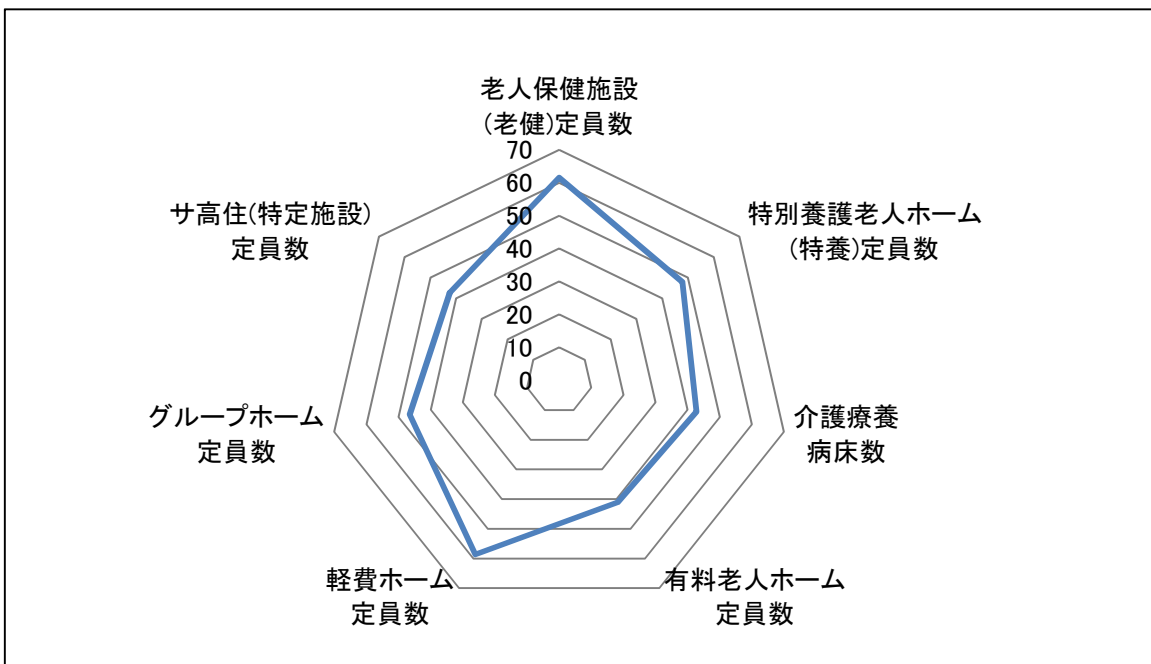 老人保健施設
(老健)定員数
70
60
50
40
30
20
10
0
特別養護老人ホーム
(特養)定員数
介護療養
病床数
有料老人ホーム
定員数
軽費ホーム
定員数
グループホーム
定員数
サ高住(特定施設)
定員数